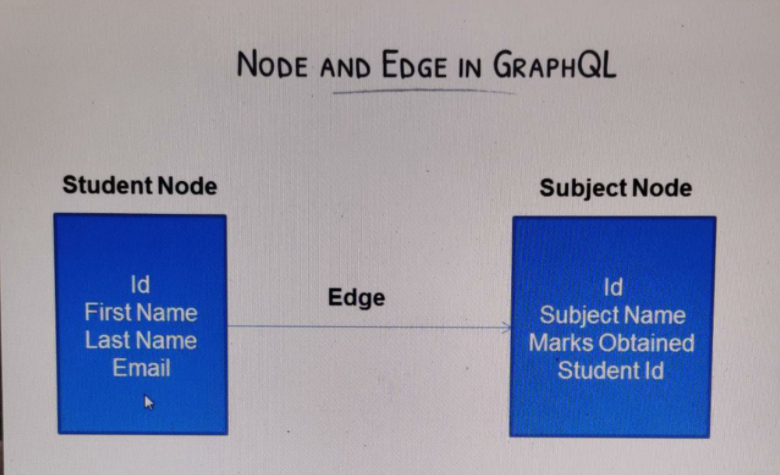 NODE AND EDGE IN GRAPHQL
Student Node
Id
First Name
Last Name
Email
Edge
Subject Node
Id
Subject Name
Marks Obtained
Student Id